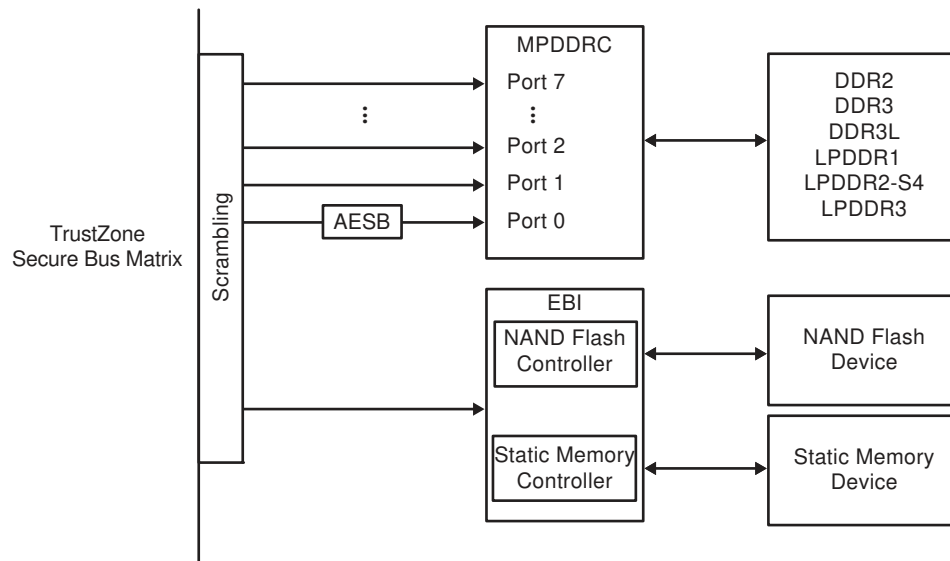 TrustZone
Secure Bus Matrix
Scrambling
AESB
MPDDRC
Port 7
...
Port 2
Port 1
Port 0
DDR2
DDR3
DDR3L
LPDDR1
LPDDR2-S4
LPDDR3
EBI
NAND Flash
Controller
Static Memory
Controller
NAND Flash
Device
Static Memory
Device